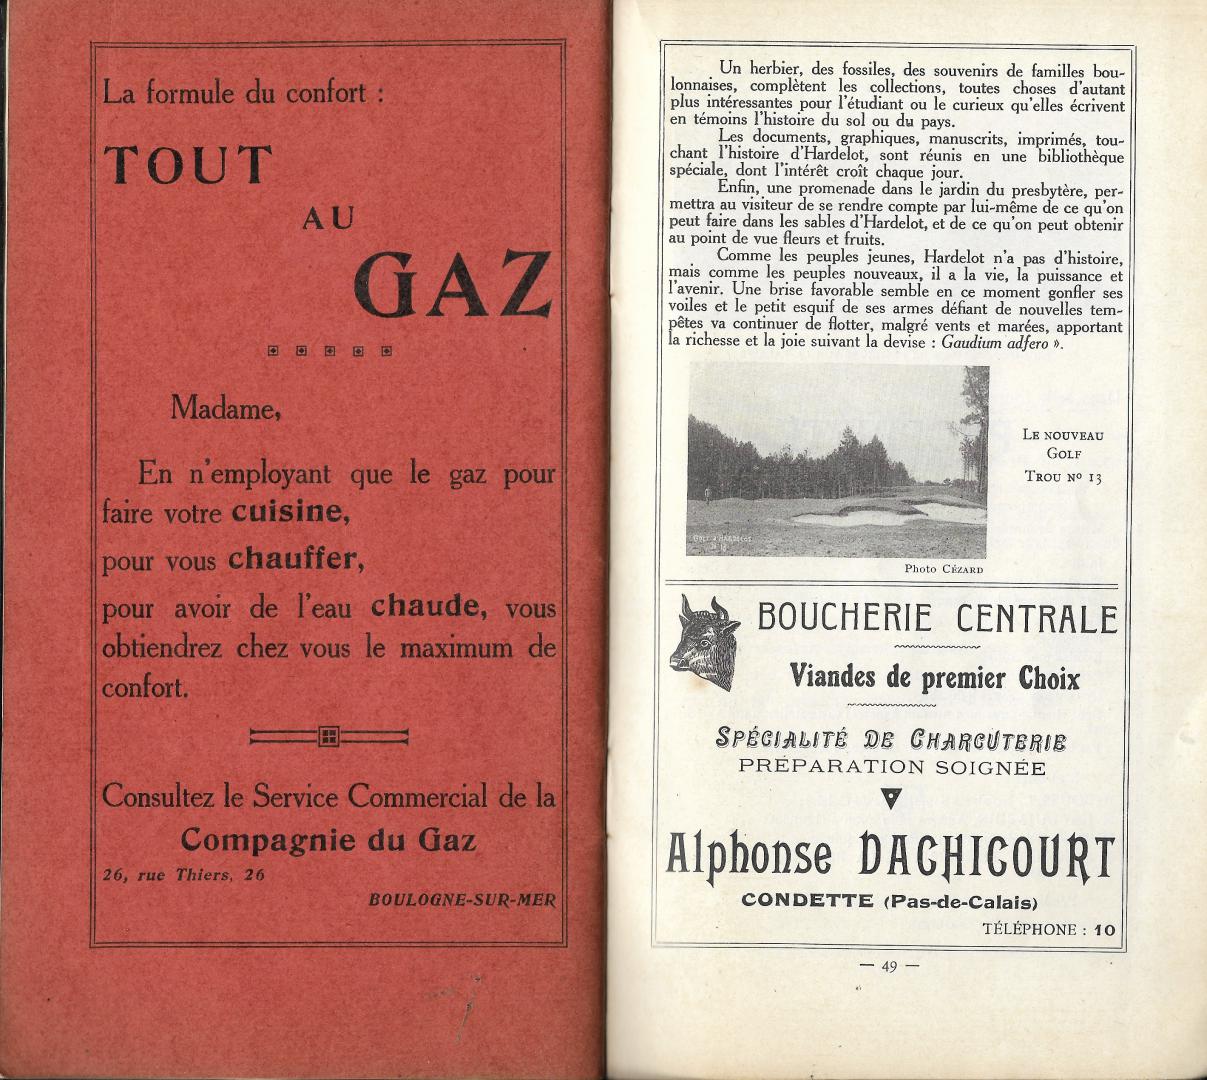 La formule du confort :
TOUT
AU
GAZ
Madame,
En n'employant que le gaz pour
faire votre cuisine,
pour vous chauffer,
pour avoir de l'eau chaude, vous
obtiendrez chez vous le maximum de
confort.
Consultez le Service Commercial de la
Compagnie du Gaz
26, rue Thiers, 26
BOULOGNE-SUR-MER
Un herbier, des fossiles, des souvenirs de familles bou-
lonnaises, complètent les collections, toutes choses d'autant
plus intéressantes pour l'étudiant ou le curieux qu'elles écrivent
en témoins l'histoire du sol ou du pays.
Les documents, graphiques, manuscrits, imprimés, tou-
chant l'histoire d'Hardelot, sont réunis en une bibliothèque
spéciale, dont l'intérêt croît chaque jour.
Enfin, une promenade dans le jardin du presbytère, per-
mettra au visiteur de se rendre compte par lui-même de ce qu'on
peut faire dans les sables d'Hardelot, et de ce qu'on peut obtenir
au point de vue fleurs et fruits.
Comme les peuples jeunes, Hardelot n'a pas d'histoire,
mais comme les peuples nouveaux, il a la vie, la puissance et
l'avenir. Une brise favorable semble en ce moment gonfler ses
voiles et le petit esquif de ses armes défiant de nouvelles tem-
pêtes va continuer de flotter, malgré vents et marées, apportant
la richesse et la joie suivant la devise : Gaudium adfero ».
LE NOUVEAU
GOLF
TROU Nº 13
GOLF d'HARDELOT
Photo CÉZARD
BOUCHERIE CENTRALE
Viandes de premier Choix
SPÉCIALITÉ DE CHARCUTERIE
PRÉPARATION SOIGNÉE
Alphonse DACHICOURT
CONDETTE (Pas-de-Calais)
TÉLÉPHONE : 10
— 49 —